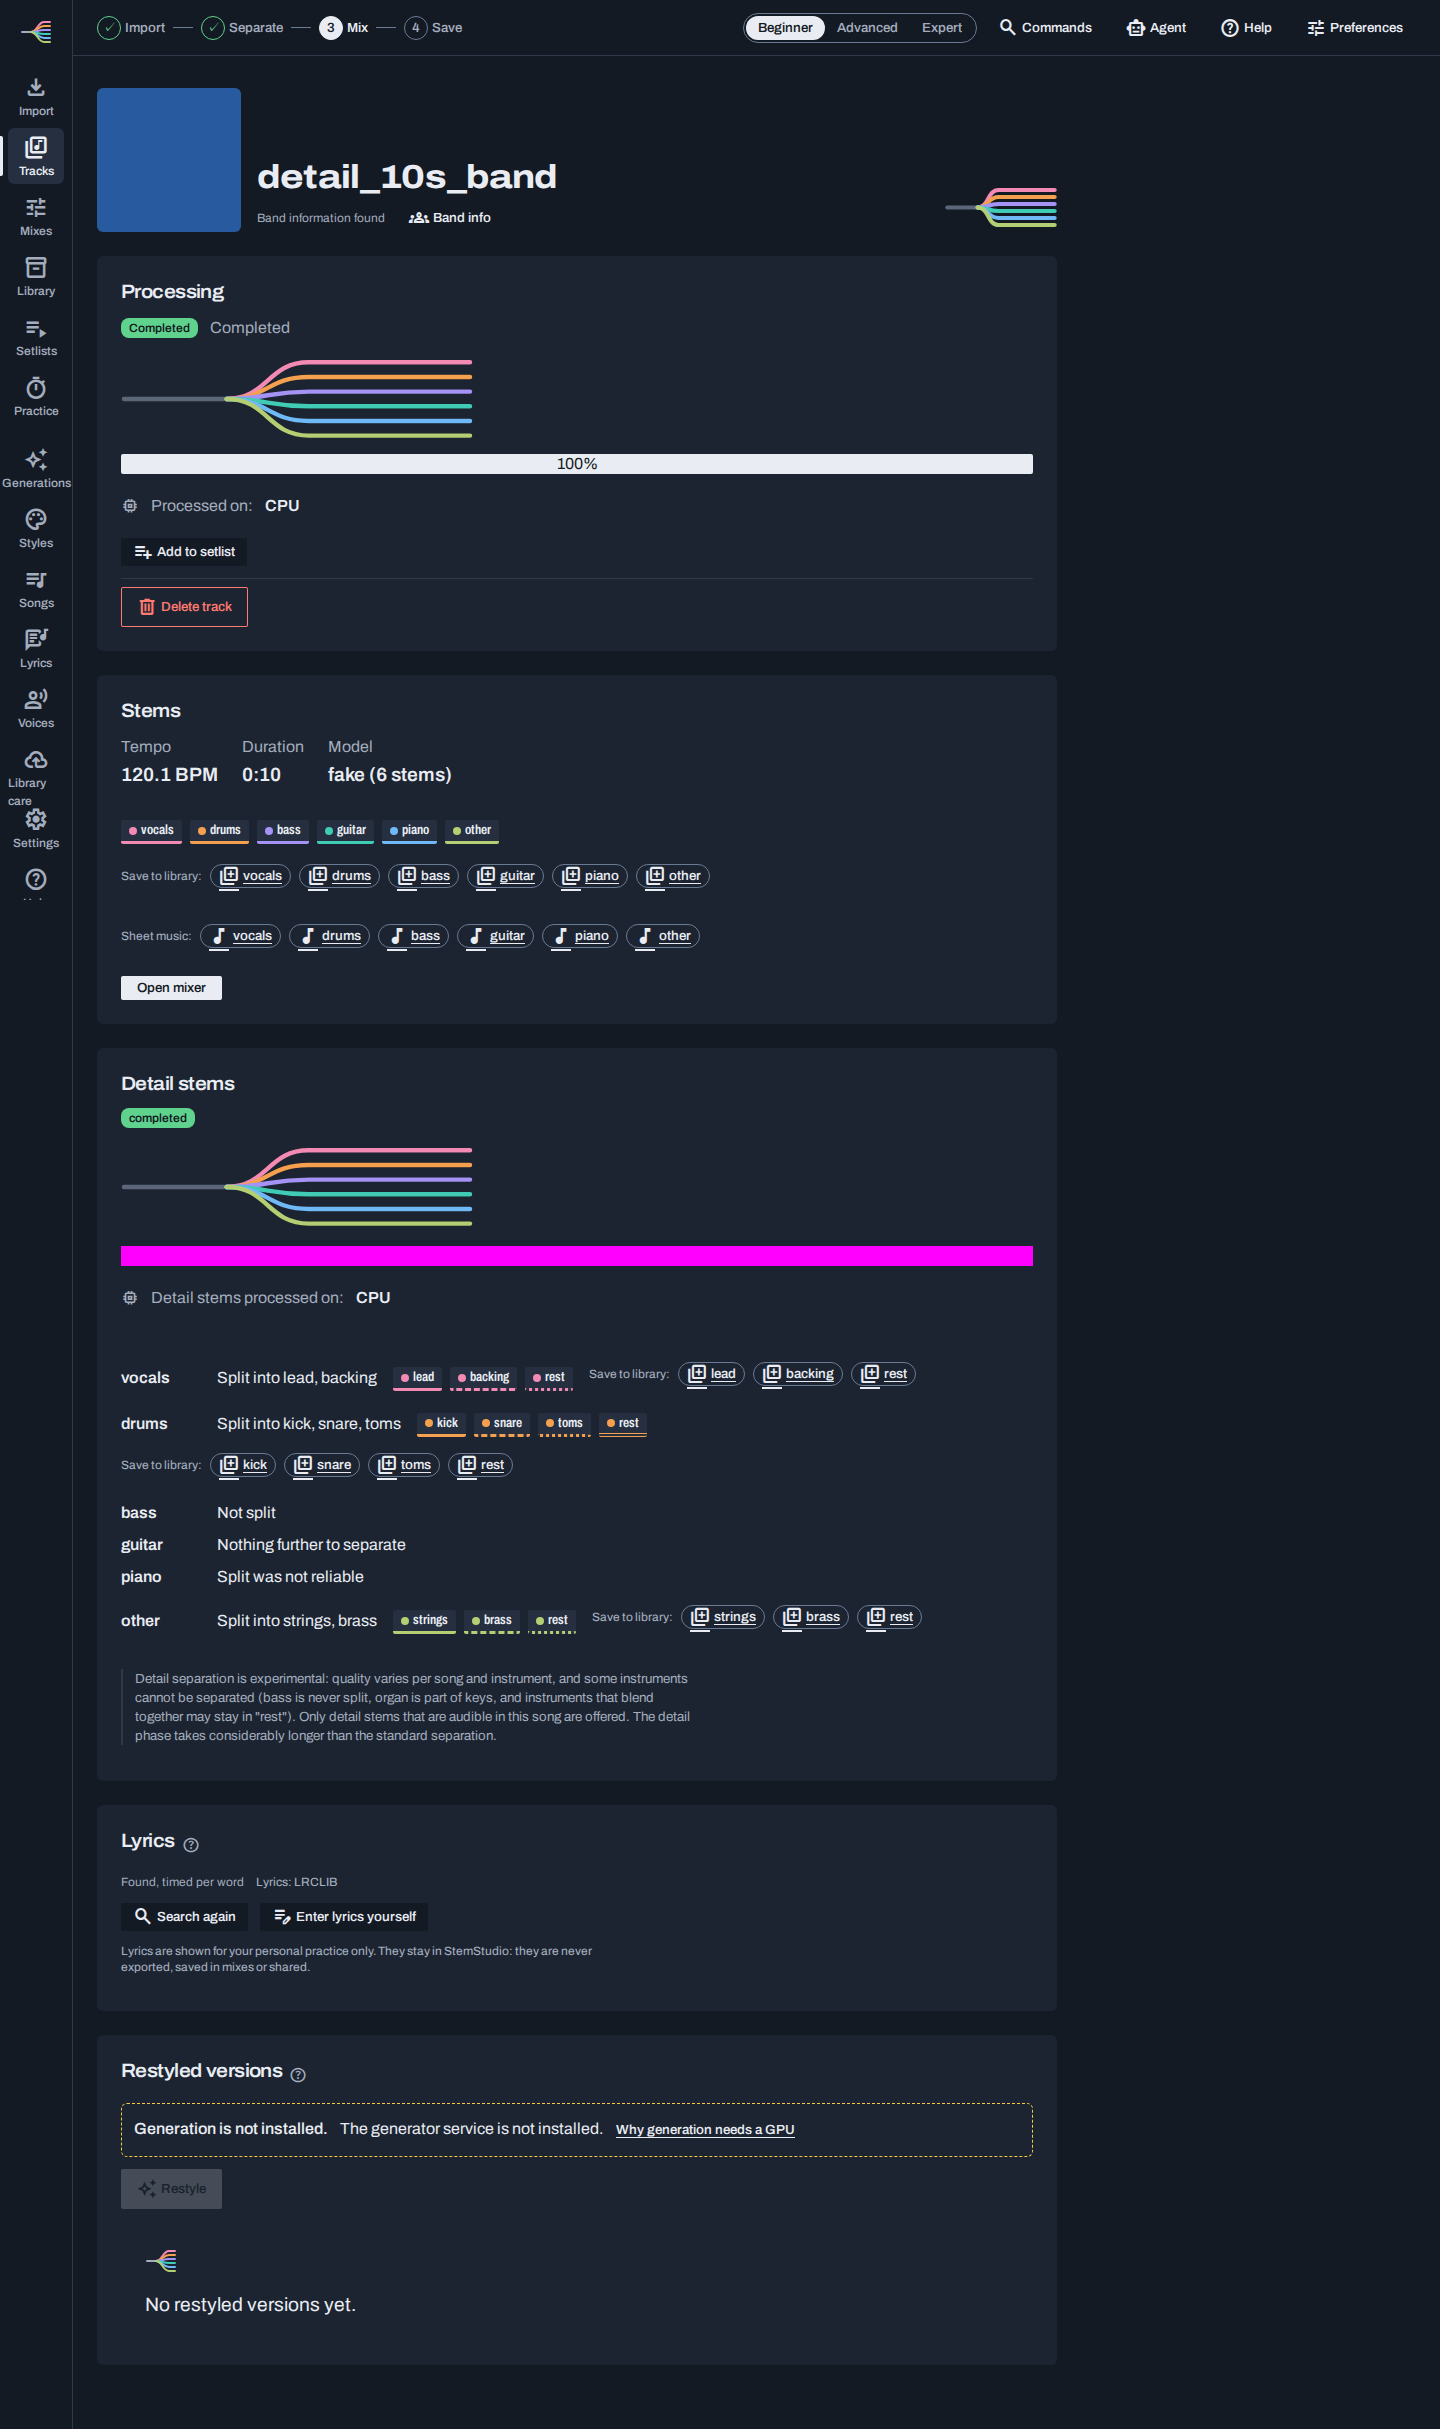 Import
Separate
3 Mix
4 Save
Beginner
Advanced
Expert
Commands
Agent
Help
Preferences
Import
Tracks
Mixes
Library
Setlists
Practice
Generations
Styles
Songs
Lyrics
Voices
Library
care
Settings
detail_10s_band
Band information found
Band info
Processing
Completed Completed
100%
Processed on: CPU
Add to setlist
Delete track
Stems
Tempo Duration Model
120.1 BPM 0:10 fake (6 stems)
vocals drums bass guitar piano other
Save to library: vocals drums bass guitar piano other
Sheet music: vocals drums bass guitar piano other
Open mixer
Detail stems
completed
Detail stems processed on: CPU
vocals Split into lead, backing lead backing rest Save to library: lead backing rest
drums Split into kick, snare, toms kick snare toms rest
Save to library: kick snare toms rest
bass Not split
guitar Nothing further to separate
piano Split was not reliable
other Split into strings, brass strings brass rest Save to library: strings brass rest
Detail separation is experimental: quality varies per song and instrument, and some instruments
cannot be separated (bass is never split, organ is part of keys, and instruments that blend
together may stay in "rest"). Only detail stems that are audible in this song are offered. The detail
phase takes considerably longer than the standard separation.
Lyrics
Found, timed per word Lyrics: LRCLIB
Search again
Enter lyrics yourself
Lyrics are shown for your personal practice only. They stay in StemStudio: they are never
exported, saved in mixes or shared.
Restyled versions
Generation is not installed. The generator service is not installed. Why generation needs a GPU
Restyle
No restyled versions yet.